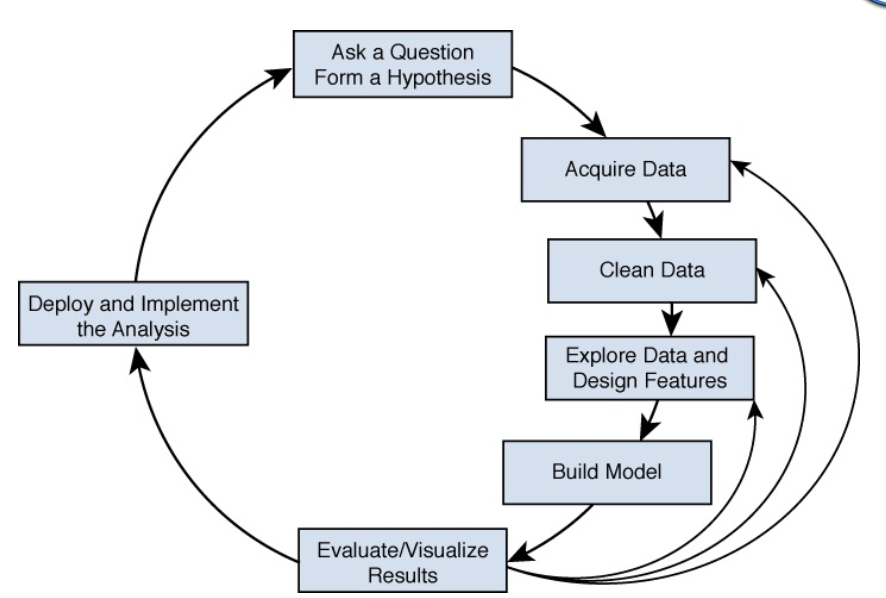 Ask a Question
Form a Hypothesis
Acquire Data
Clean Data
Explore Data and
Design Features
Build Model
Evaluate/Visualize
Results
Deploy and Implement
the Analysis